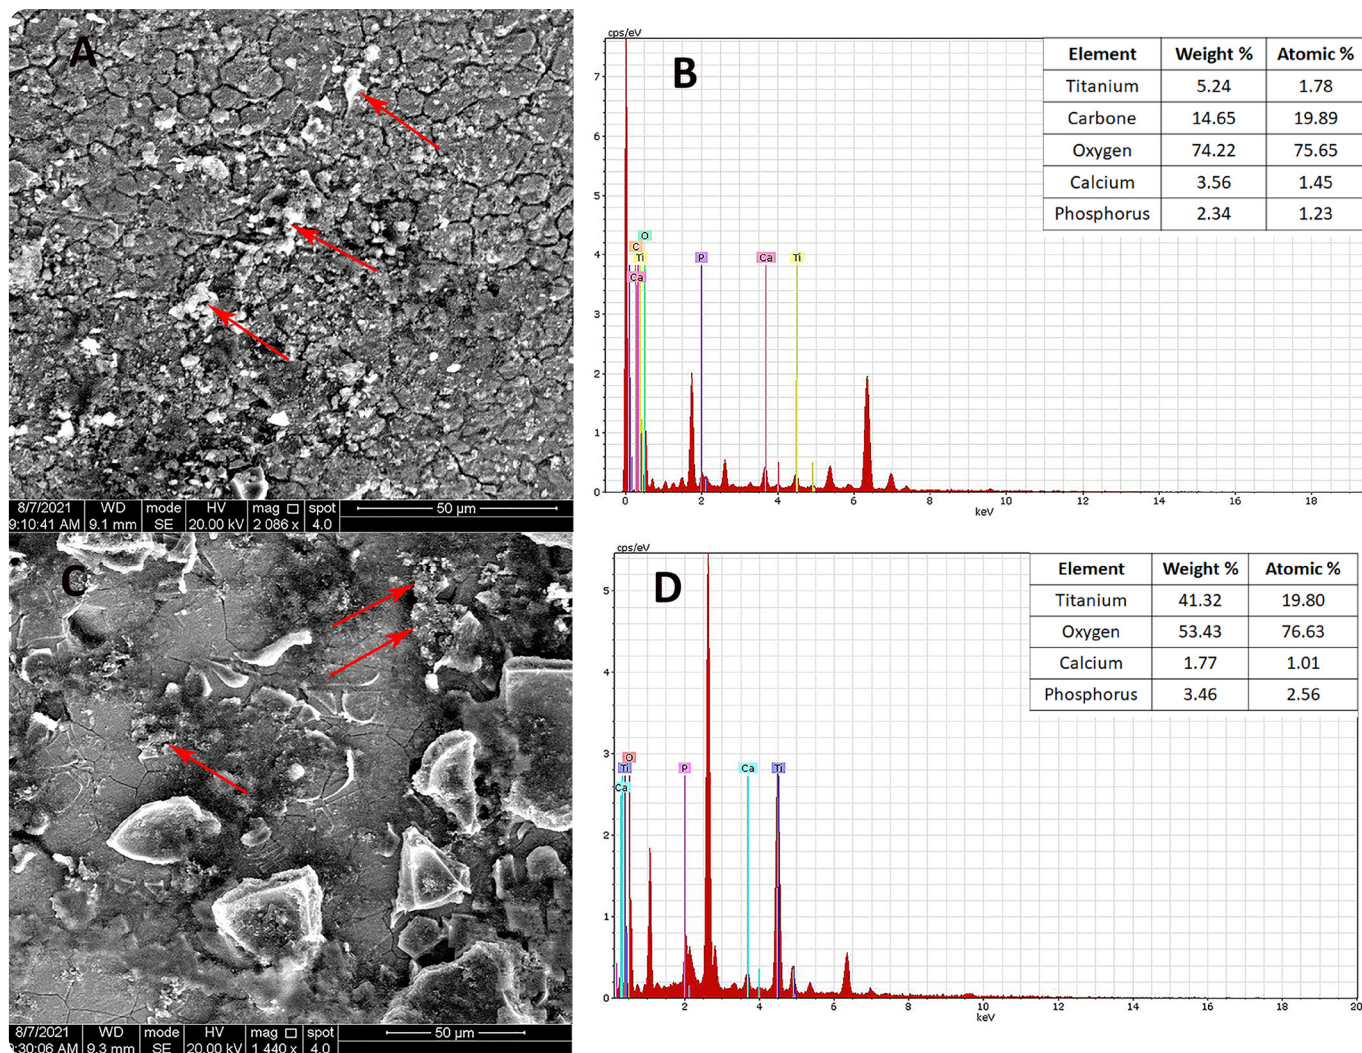 A
8/7/2021 WD mode HV mag □ spot 50 µm
9:10:41 AM 9.1 mm SE 20.00 kV 2 086 x 4.0
B
cps/eV
Element Weight % Atomic %
Titanium 5.24 1.78
Carbone 14.65 19.89
Oxygen 74.22 75.65
Calcium 3.56 1.45
Phosphorus 2.34 1.23
7
6
5
4
3
2
1
0
O
C
Ti P Ca Ti
Ca
0 2 4 6 8 10 12 14 16 18
keV
C
8/7/2021 WD mode HV mag □ spot 50 µm
9:30:06 AM 9.3 mm SE 20.00 kV 1 440 x 4.0
D
cps/eV
Element Weight % Atomic %
Titanium 41.32 19.80
Oxygen 53.43 76.63
Calcium 1.77 1.01
Phosphorus 3.46 2.56
5
4
3
2
1
0
O
Ti P Ca Ti
Ca
2 4 6 8 10 12 14 16 18 20
keV